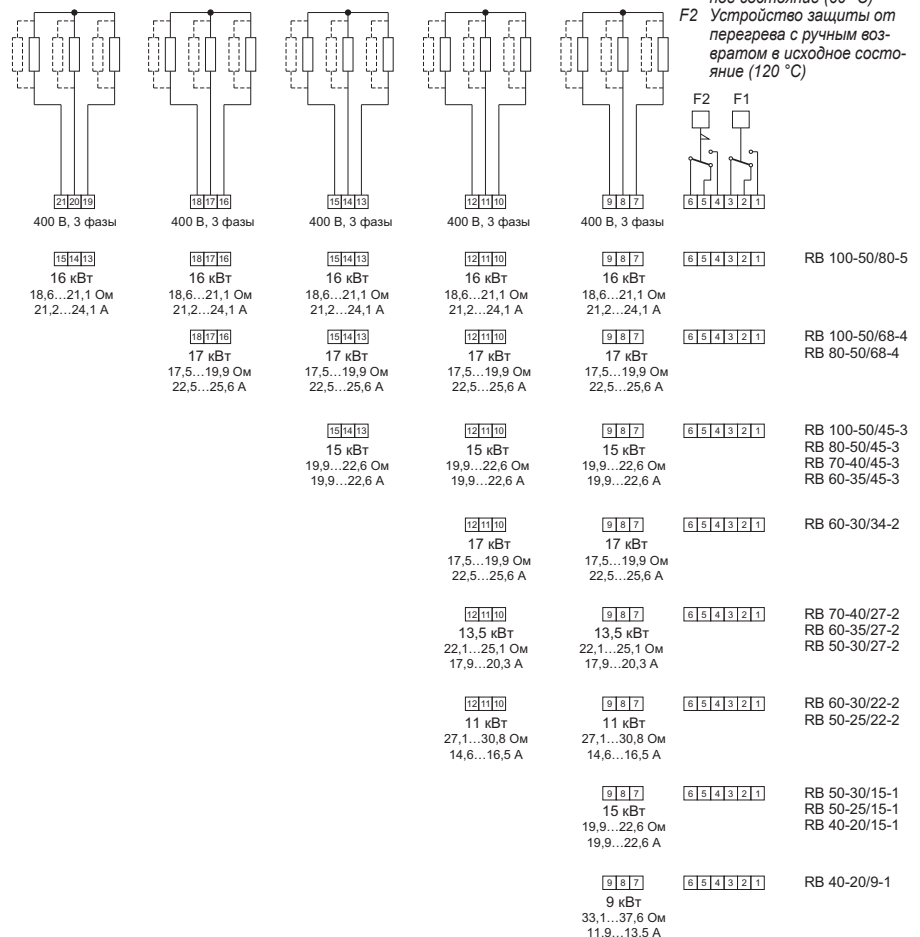 F2 Устройство защиты от
перегрева с ручным воз-
вратом в исходное состо-
яние (120 °C)
F2 F1
21 20 19 18 17 16 15 14 13 12 11 10 9 8 7 6 5 4 3 2 1
400 В, 3 фазы 400 В, 3 фазы 400 В, 3 фазы 400 В, 3 фазы 400 В, 3 фазы
15 14 13 18 17 16 15 14 13 12 11 10 9 8 7 6 5 4 3 2 1 RB 100-50/80-5
16 кВт 16 кВт 16 кВт 16 кВт 16 кВт
18,6…21,1 Ом 18,6…21,1 Ом 18,6…21,1 Ом 18,6…21,1 Ом 18,6…21,1 Ом
21,2…24,1 А 21,2…24,1 А 21,2…24,1 А 21,2…24,1 А 21,2…24,1 А
18 17 16 15 14 13 12 11 10 9 8 7 6 5 4 3 2 1 RB 100-50/68-4
17 кВт 17 кВт 17 кВт 17 кВт RB 80-50/68-4
17,5…19,9 Ом 17,5…19,9 Ом 17,5…19,9 Ом 17,5…19,9 Ом
22,5…25,6 А 22,5…25,6 А 22,5…25,6 А 22,5…25,6 А
15 14 13 12 11 10 9 8 7 6 5 4 3 2 1 RB 100-50/45-3
15 кВт 15 кВт 15 кВт RB 80-50/45-3
19,9…22,6 Ом 19,9…22,6 Ом 19,9…22,6 Ом RB 70-40/45-3
19,9…22,6 А 19,9…22,6 А 19,9…22,6 А RB 60-35/45-3
12 11 10 9 8 7 6 5 4 3 2 1 RB 60-30/34-2
17 кВт 17 кВт
17,5…19,9 Ом 17,5…19,9 Ом
22,5…25,6 А 22,5…25,6 А
12 11 10 9 8 7 6 5 4 3 2 1 RB 70-40/27-2
13,5 кВт 13,5 кВт RB 60-35/27-2
22,1…25,1 Ом 22,1…25,1 Ом RB 50-30/27-2
17,9…20,3 А 17,9…20,3 А
12 11 10 9 8 7 6 5 4 3 2 1 RB 60-30/22-2
11 кВт 11 кВт RB 50-25/22-2
27,1…30,8 Ом 27,1…30,8 Ом
14,6…16,5 А 14,6…16,5 А
9 8 7 6 5 4 3 2 1 RB 50-30/15-1
15 кВт RB 50-25/15-1
19,9…22,6 Ом RB 40-20/15-1
19,9…22,6 А
9 8 7 6 5 4 3 2 1 RB 40-20/9-1
9 кВт
33,1…37,6 Ом
11,9…13,5 А